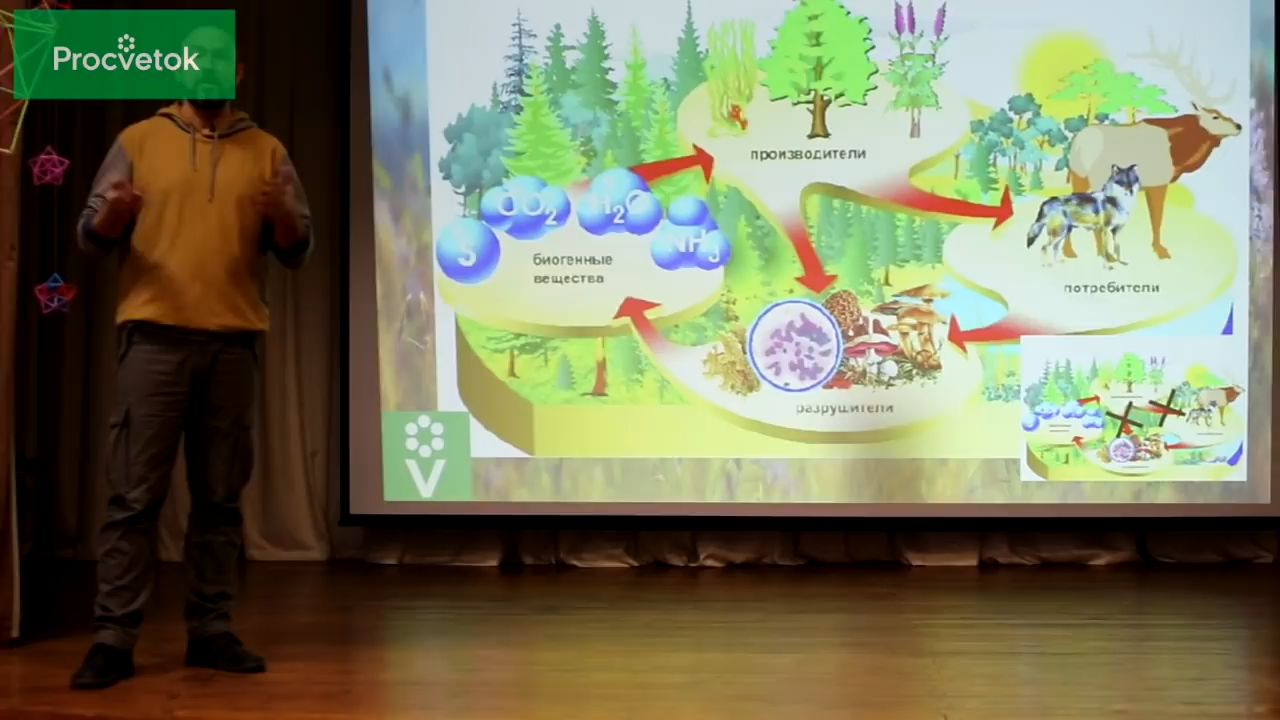 Procvetok
производители
CO2
H2O
S
NH3
биогенные
вещества
потребители
разрушители
V